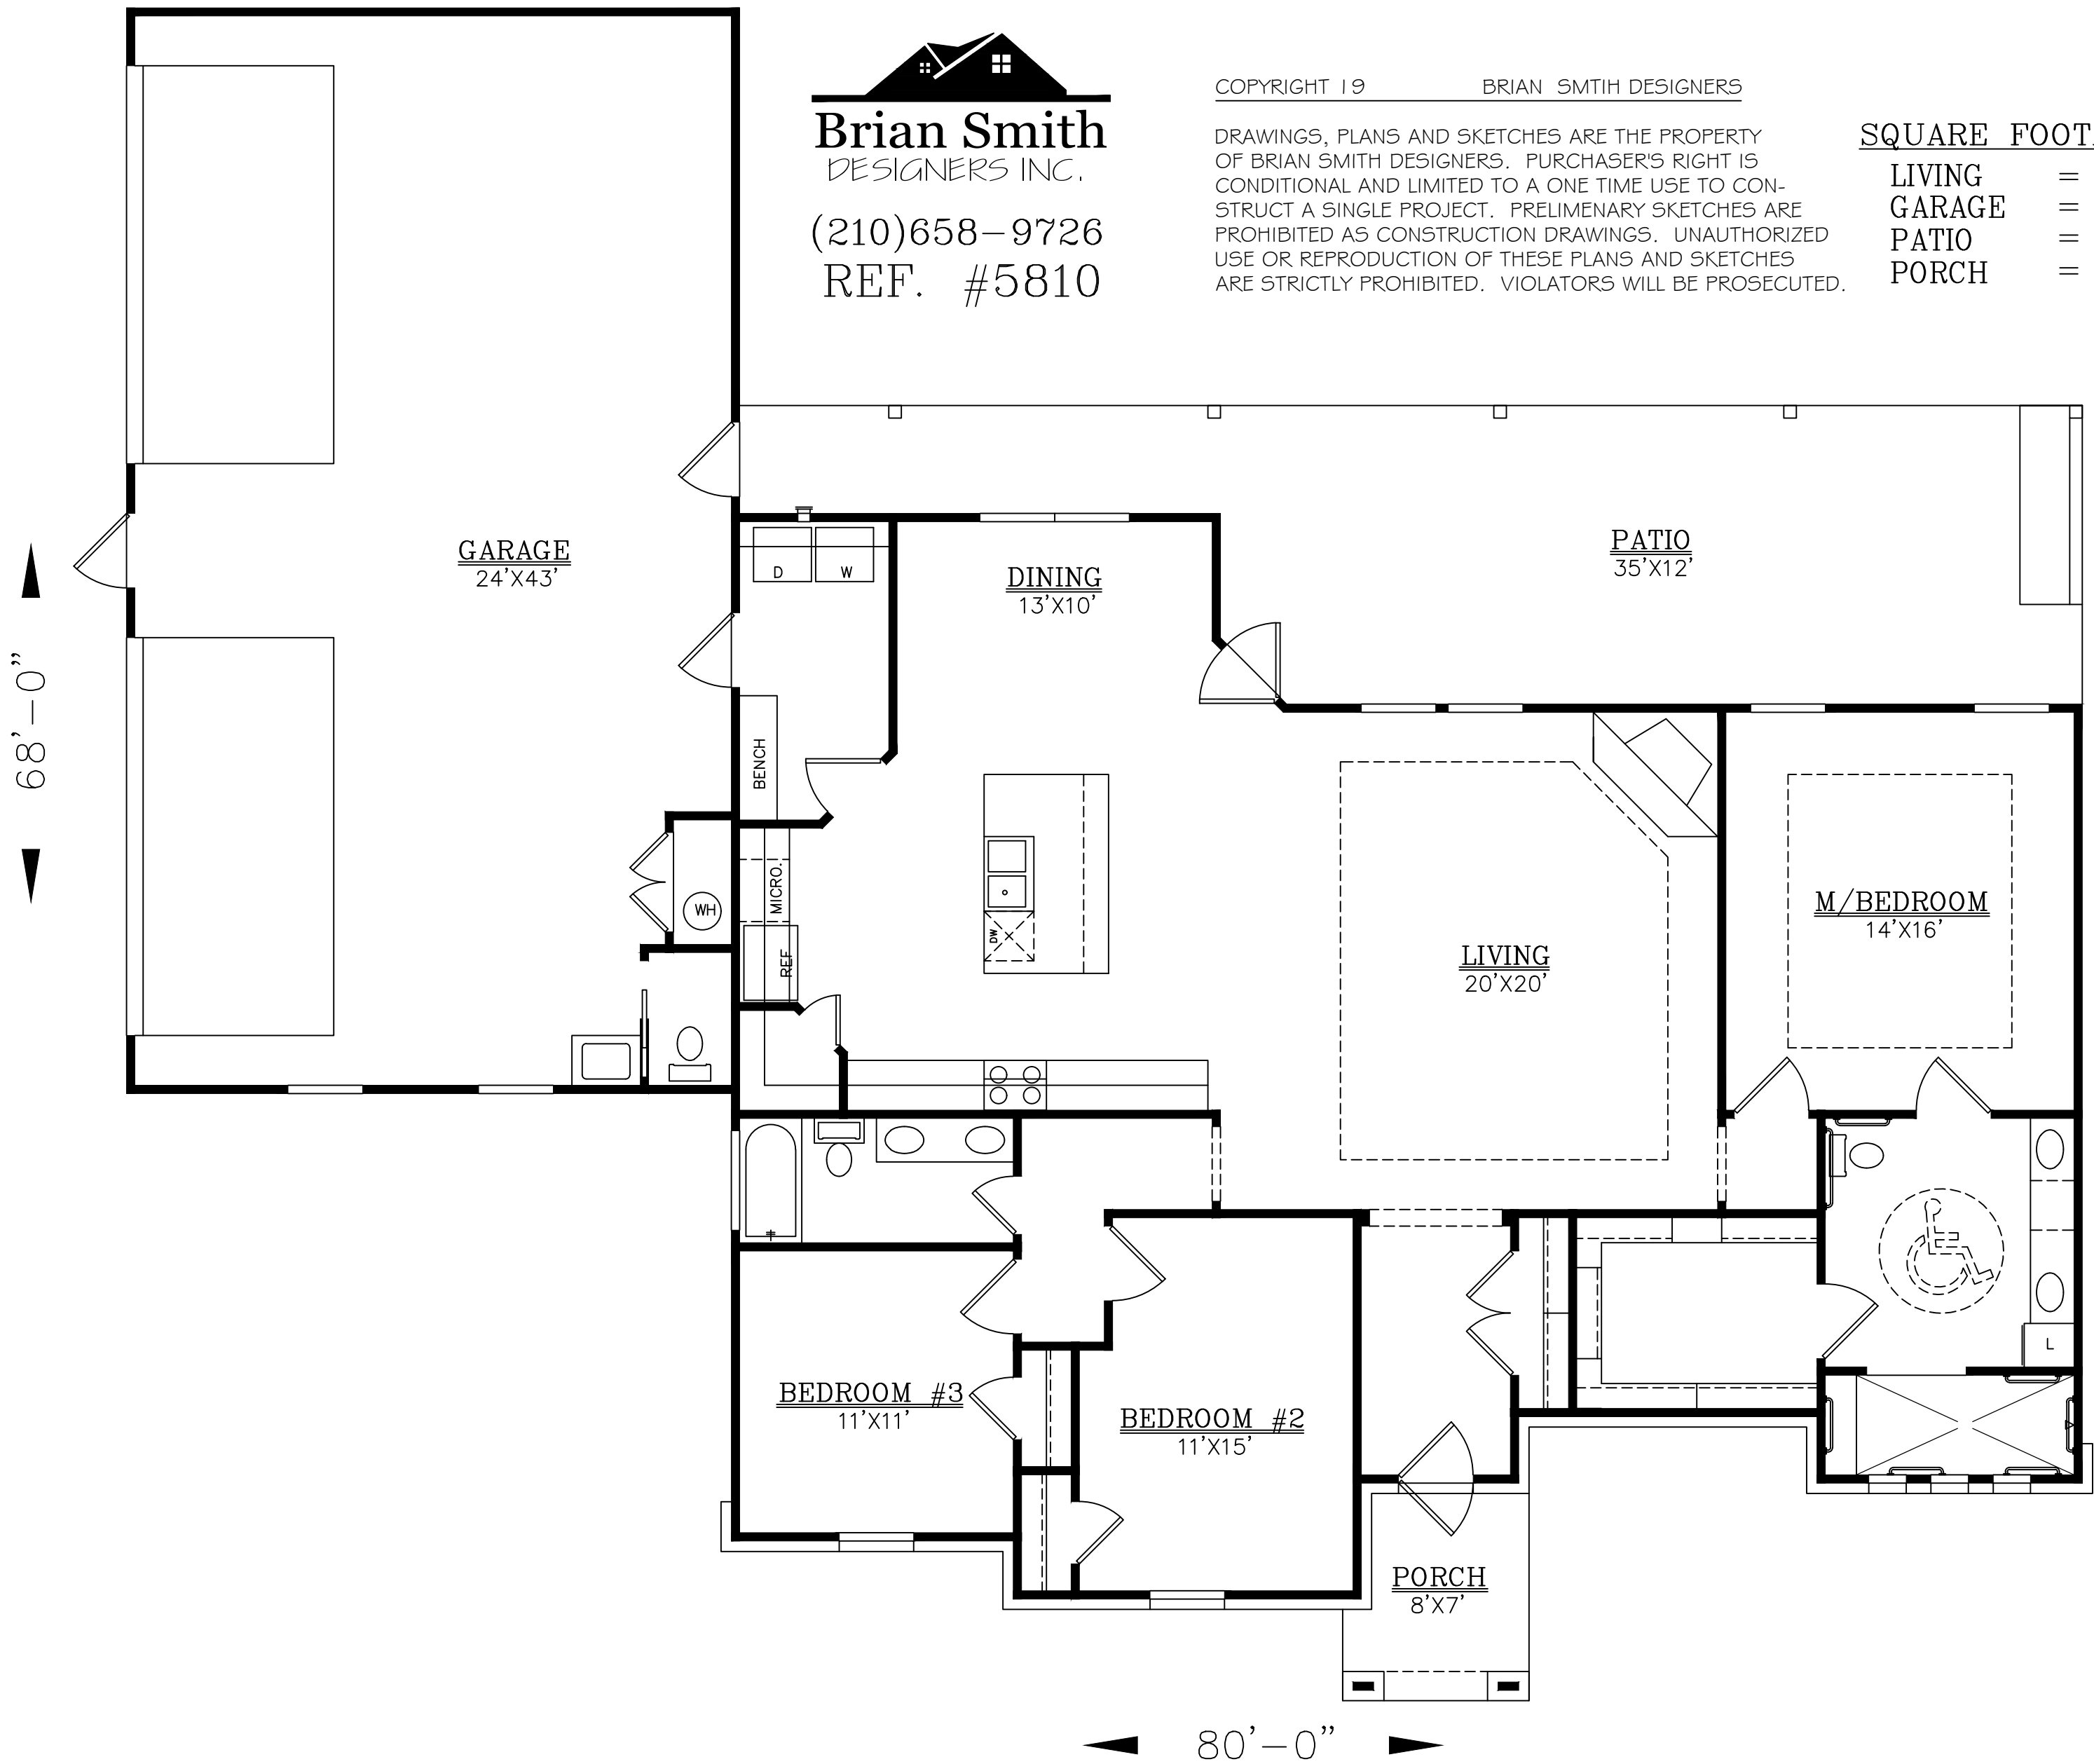 Brian Smith
DESIGNERS INC.
(210)658-9726
REF. #5810
COPYRIGHT 19 BRIAN SMTIH DESIGNERS
DRAWINGS, PLANS AND SKETCHES ARE THE PROPERTY
OF BRIAN SMITH DESIGNERS. PURCHASER'S RIGHT IS
CONDITIONAL AND LIMITED TO A ONE TIME USE TO CON-
STRUCT A SINGLE PROJECT. PRELIMENARY SKETCHES ARE
PROHIBITED AS CONSTRUCTION DRAWINGS. UNAUTHORIZED
USE OR REPRODUCTION OF THESE PLANS AND SKETCHES
ARE STRICTLY PROHIBITED. VIOLATORS WILL BE PROSECUTED.
SQUARE FOOT
LIVING =
GARAGE =
PATIO =
PORCH =
GARAGE
24'X43'
D
W
DINING
13'X10'
PATIO
35'X12'
68'-0"
BENCH
MICRO.
WH
REF
DW
LIVING
20'X20'
M/BEDROOM
14'X16'
L
BEDROOM #3
11'X11'
BEDROOM #2
11'X15'
PORCH
8'X7'
80'-0"